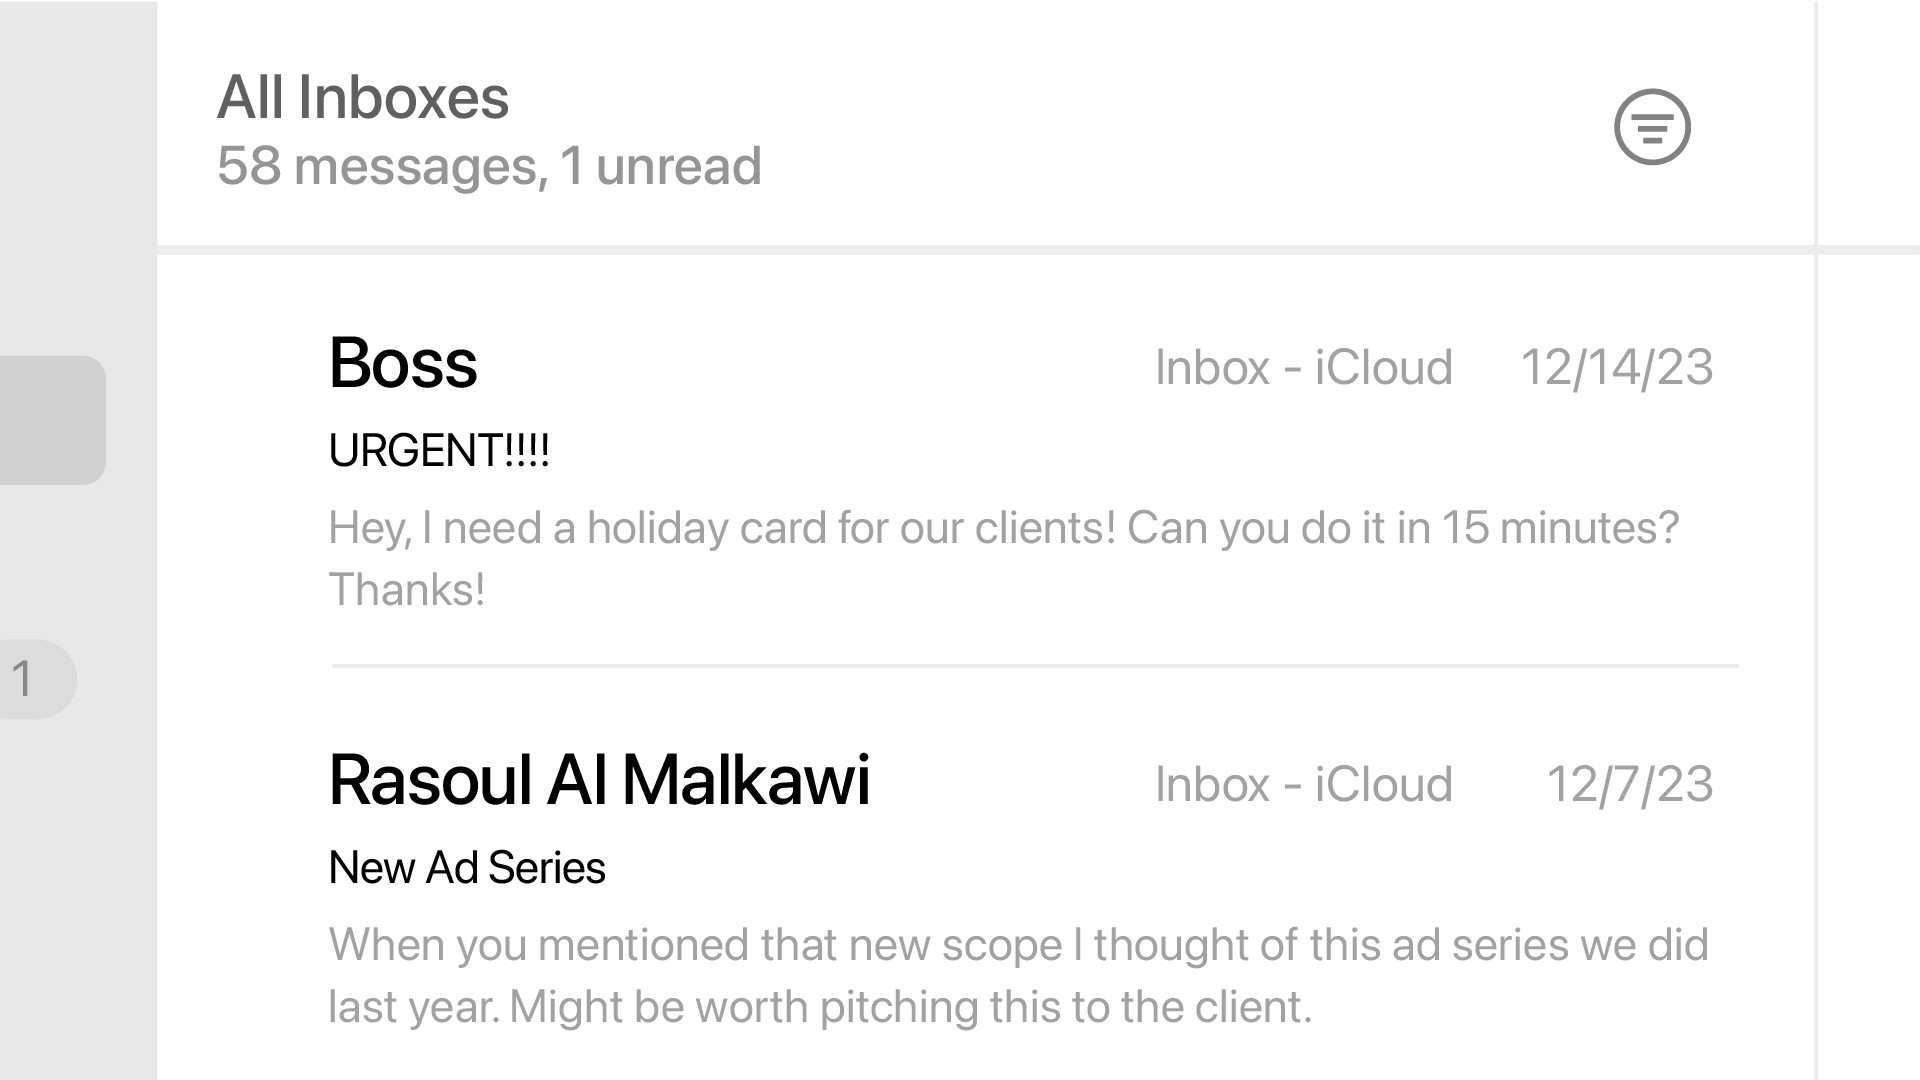 All Inboxes
58 messages, 1 unread
Boss
Inbox - iCloud
12/14/23
URGENT!!!!
Hey, I need a holiday card for our clients! Can you do it in 15 minutes?
Thanks!
1
Rasoul Al Malkawi
Inbox - iCloud
12/7/23
New Ad Series
When you mentioned that new scope I thought of this ad series we did
last year. Might be worth pitching this to the client.